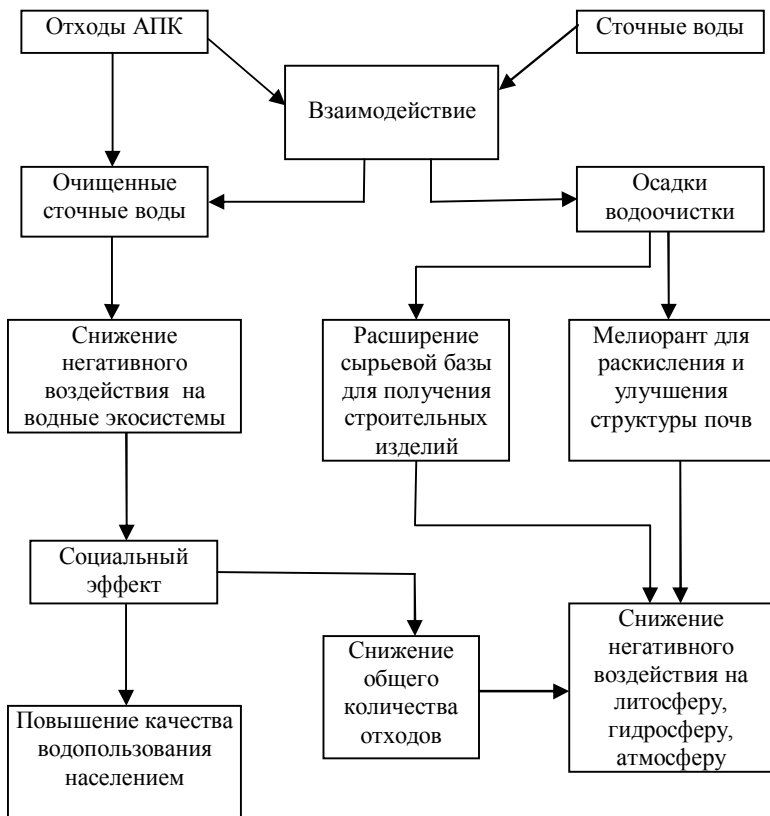 Отходы АПК
Сточные воды
Взаимодействие
Очищенные
сточные воды
Осадки
водоочистки
Снижение
негативного
воздействия на
водные экосистемы
Расширение
сырьевой базы
для получения
строительных
изделий
Мелиорант для
раскисления и
улучшения
структуры почв
Социальный
эффект
Снижение
общего
количества
отходов
Снижение
негативного
воздействия на
литосферу,
гидросферу,
атмосферу
Повышение качества
водопользования
населением